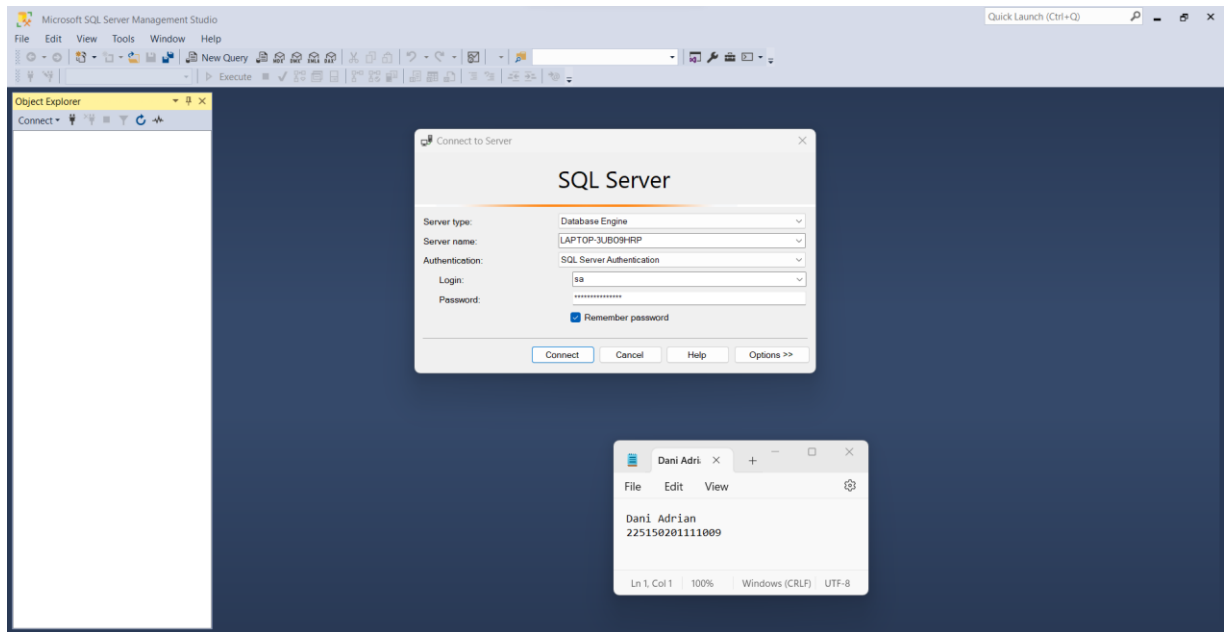 Microsoft SQL Server Management Studio
Quick Launch (Ctrl+Q)
File Edit View Tools Window Help
New Query
Execute
Object Explorer
Connect
Connect to Server
SQL Server
Server type: Database Engine
Server name: LAPTOP-3UBO9HRP
Authentication: SQL Server Authentication
Login: sa
Password: ***************
Remember password
Connect Cancel Help Options >>
Dani Adri
File Edit View
Dani Adrian
225150201111009
Ln 1, Col 1 100% Windows (CRLF) UTF-8